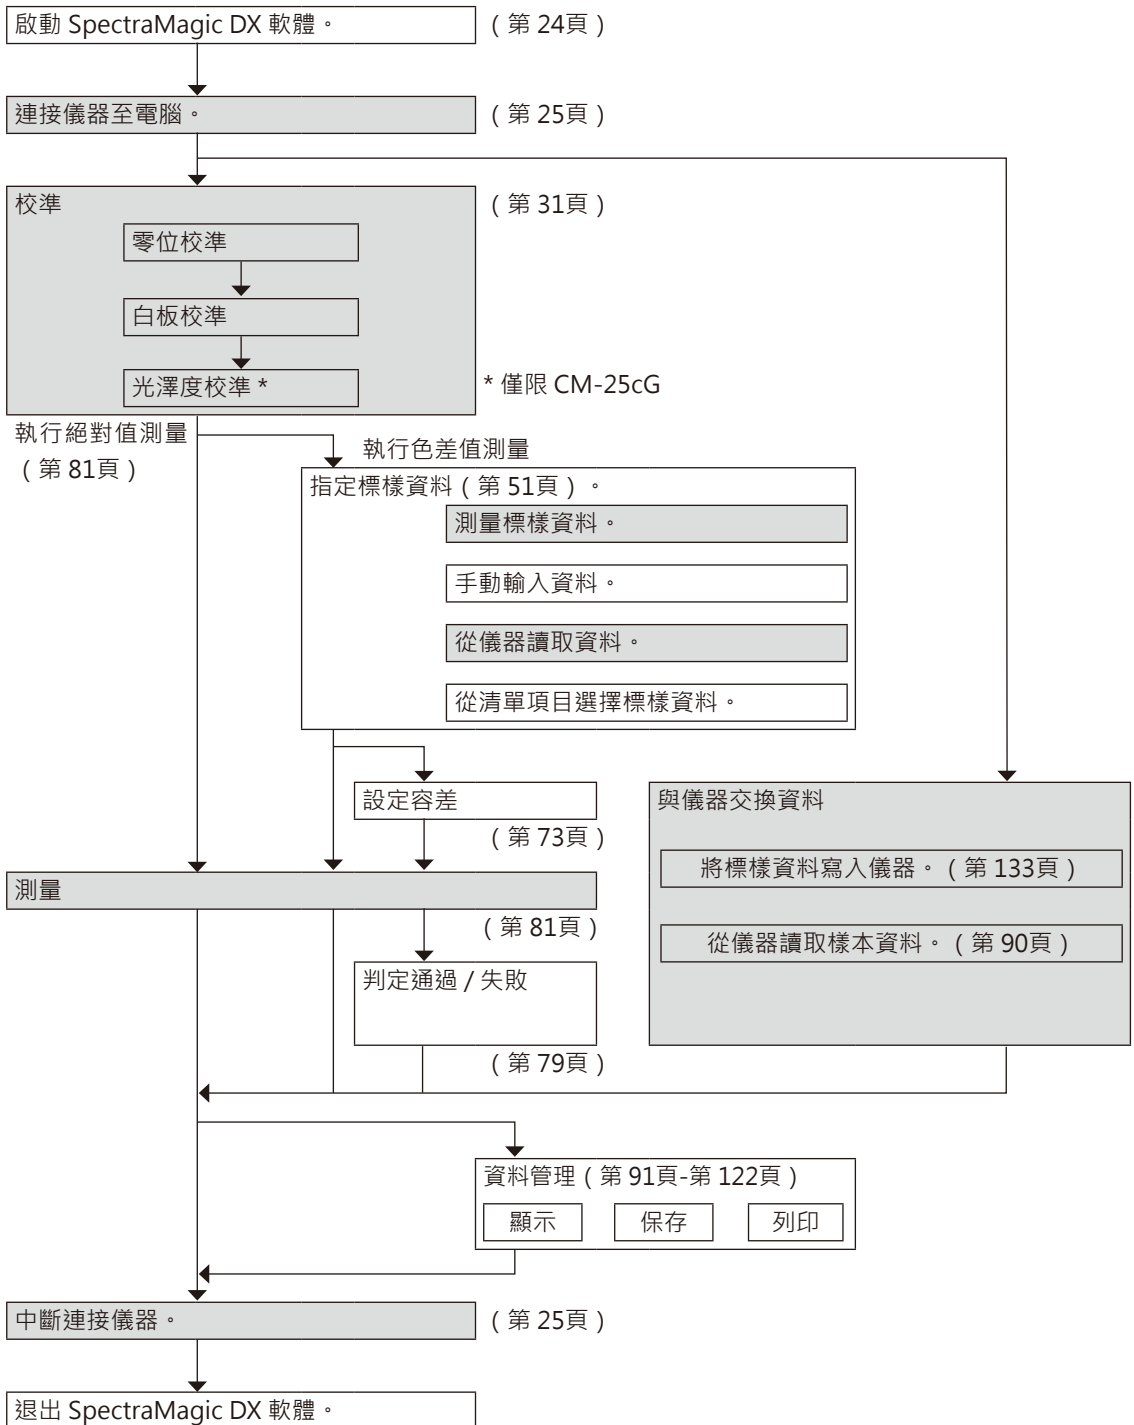 啟動 SpectraMagic DX 軟體。 (第 24頁)
連接儀器至電腦。 (第 25頁)
校準 (第 31頁)
零位校準
白板校準
光澤度校準 * * 僅限 CM-25cG
執行絕對值測量
(第 81頁)
執行色差值測量
指定標樣資料(第 51頁)。
測量標樣資料。
手動輸入資料。
從儀器讀取資料。
從清單項目選擇標樣資料。
設定容差
(第 73頁)
與儀器交換資料
將標樣資料寫入儀器。(第 133頁)
從儀器讀取樣本資料。(第 90頁)
測量
(第 81頁)
判定通過 / 失敗
(第 79頁)
資料管理(第 91頁-第 122頁)
顯示 保存 列印
中斷連接儀器。 (第 25頁)
退出 SpectraMagic DX 軟體。